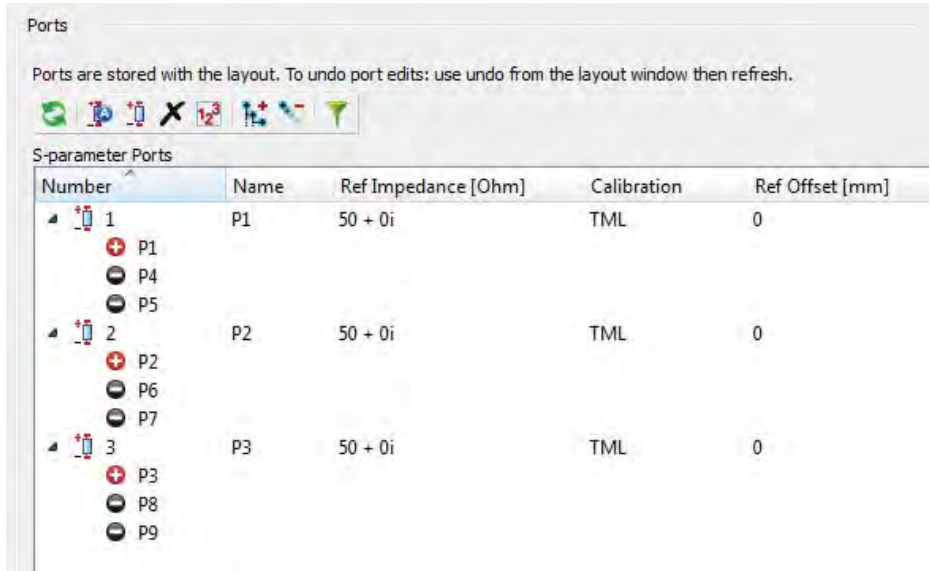 Ports
Ports are stored with the layout. To undo port edits: use undo from the layout window then refresh.
S-parameter Ports
Number Name Ref Impedance [Ohm] Calibration Ref Offset [mm]
1 P1 50 + 0i TML 0
P1
P4
P5
2 P2 50 + 0i TML 0
P2
P6
P7
3 P3 50 + 0i TML 0
P3
P8
P9